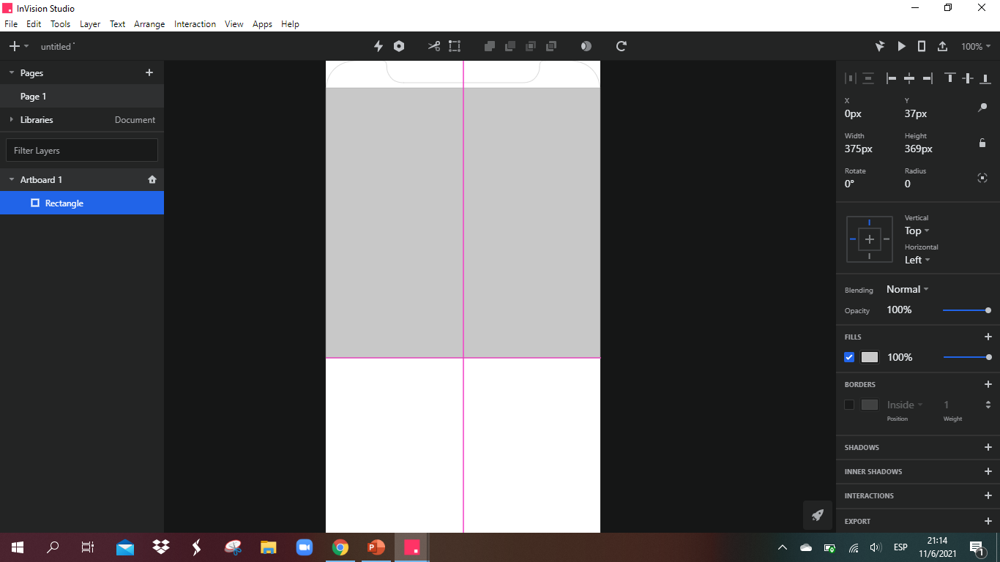 InVision Studio
File Edit Tools Layer Text Arrange Interaction View Apps Help
untitled*
100%
Pages
Page 1
Libraries Document
Filter Layers
Artboard 1
Rectangle
X Y
0px 37px
Width Height
375px 369px
Rotate Radius
0° 0
Vertical
Top
Horizontal
Left
Blending Normal
Opacity 100%
FILLS
100%
BORDERS
Inside 1
Position Weight
SHADOWS
INNER SHADOWS
INTERACTIONS
EXPORT
P
ESP
21:14
11/6/2021
1